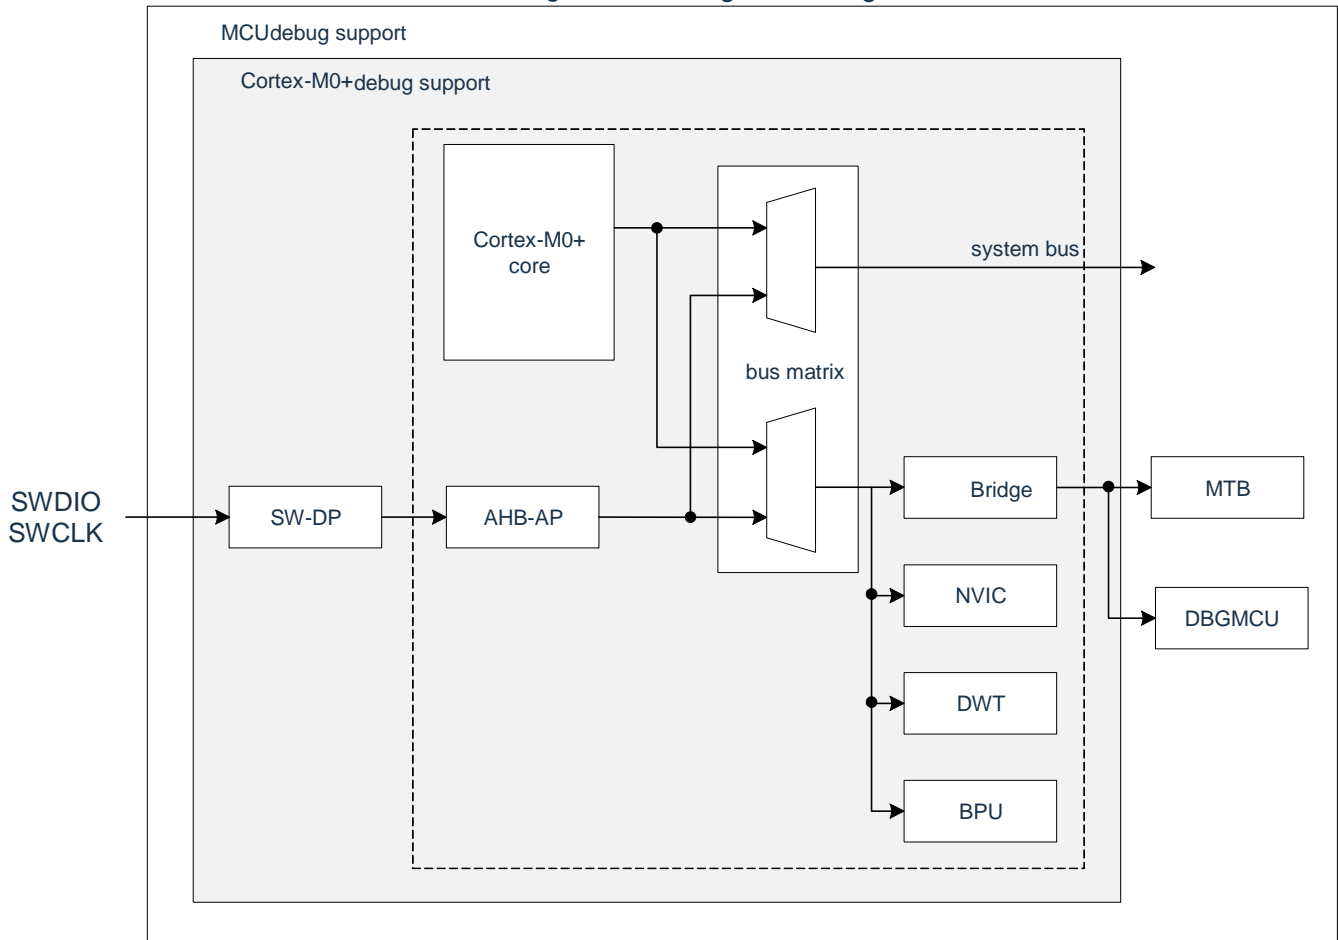 MCUdebug support
Cortex-M0+debug support
Cortex-M0+
core
system bus
bus matrix
SWDIO
SWCLK
SW-DP
AHB-AP
Bridge
MTB
NVIC
DBGMCU
DWT
BPU